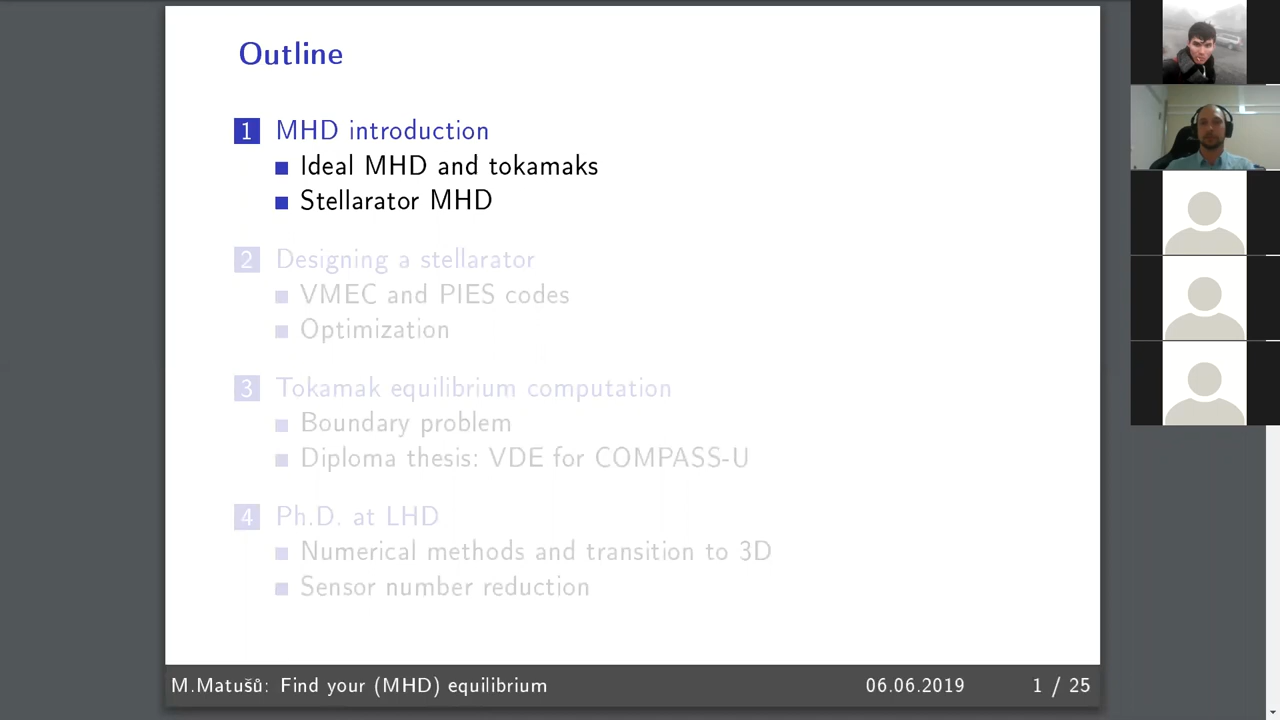 Outline
1 MHD introduction
Ideal MHD and tokamaks
Stellarator MHD
2 Designing a stellarator
VMEC and PIES codes
Optimization
3 Tokamak equilibrium computation
Boundary problem
Diploma thesis: VDE for COMPASS-U
4 Ph.D. at LHD
Numerical methods and transition to 3D
Sensor number reduction
M.Matušů: Find your (MHD) equilibrium 06.06.2019 1 / 25